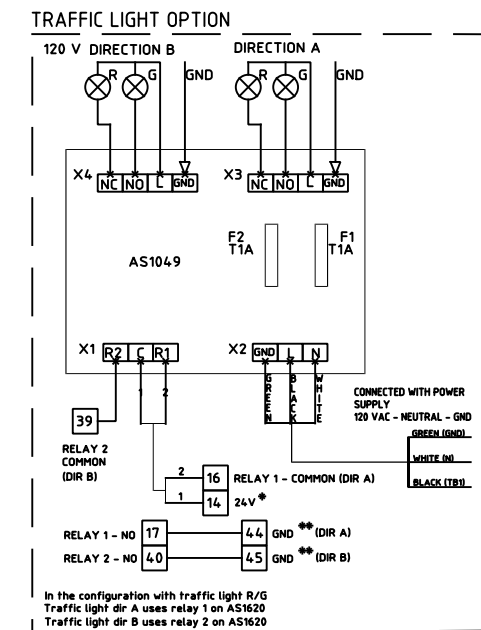 TRAFFIC LIGHT OPTION
120 V DIRECTION B
DIRECTION A
R
G
GND
R
G
GND
X4
NC NO L GND
X3
NC NO L GND
F2
T1A
F1
T1A
AS1049
X1
R2 C R1
X2
GND L N
1
2
GREEN
BLACK
WHITE
CONNECTED WITH POWER
SUPPLY
120 VAC - NEUTRAL - GND
GREEN (GND)
WHITE (N)
BLACK (TB1)
39
RELAY 2
COMMON
(DIR B)
2
16
RELAY 1 - COMMON (DIR A)
1
14
24V *
RELAY 1 - NO 17
44 GND ** (DIR A)
RELAY 2 - NO 40
45 GND ** (DIR B)
In the configuration with traffic light R/G
Traffic light dir A uses relay 1 on AS1620
Traffic light dir B uses relay 2 on AS1620